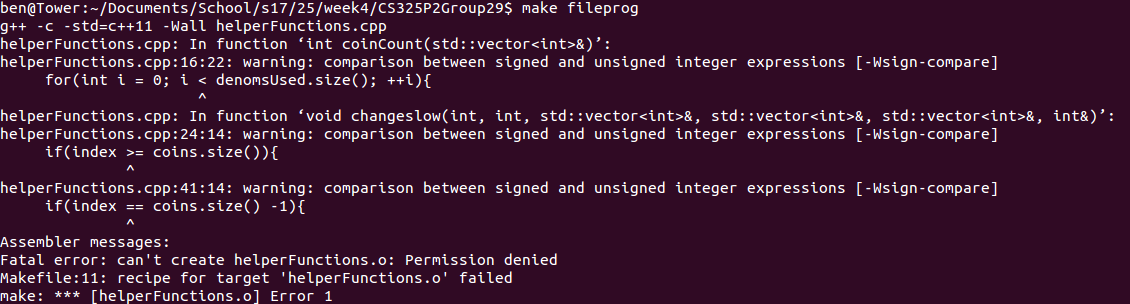 ben@Tower:~/Documents/School/s17/25/week4/CS325P2Group29$ make fileprog
g++ -c -std=c++11 -Wall helperFunctions.cpp
helperFunctions.cpp: In function ‘int coinCount(std::vector<int>&)’:
helperFunctions.cpp:16:22: warning: comparison between signed and unsigned integer expressions [-Wsign-compare]
     for(int i = 0; i < denomsUsed.size(); ++i){
                      ^
helperFunctions.cpp: In function ‘void changeslow(int, int, std::vector<int>&, std::vector<int>&, std::vector<int>&, int&)’:
helperFunctions.cpp:24:14: warning: comparison between signed and unsigned integer expressions [-Wsign-compare]
     if(index >= coins.size()){
              ^
helperFunctions.cpp:41:14: warning: comparison between signed and unsigned integer expressions [-Wsign-compare]
     if(index == coins.size() -1){
              ^
Assembler messages:
Fatal error: can't create helperFunctions.o: Permission denied
Makefile:11: recipe for target 'helperFunctions.o' failed
make: *** [helperFunctions.o] Error 1